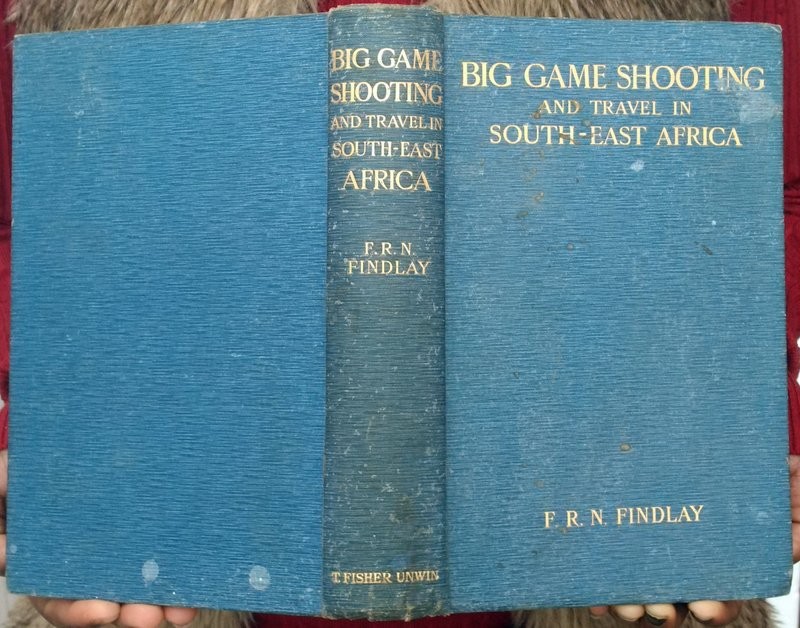 BIG GAME
SHOOTING
AND TRAVEL IN
SOUTH-EAST
AFRICA
F. R. N.
FINDLAY
T. FISHER UNWIN
BIG GAME SHOOTING
AND TRAVEL IN
SOUTH-EAST AFRICA
F. R. N. FINDLAY